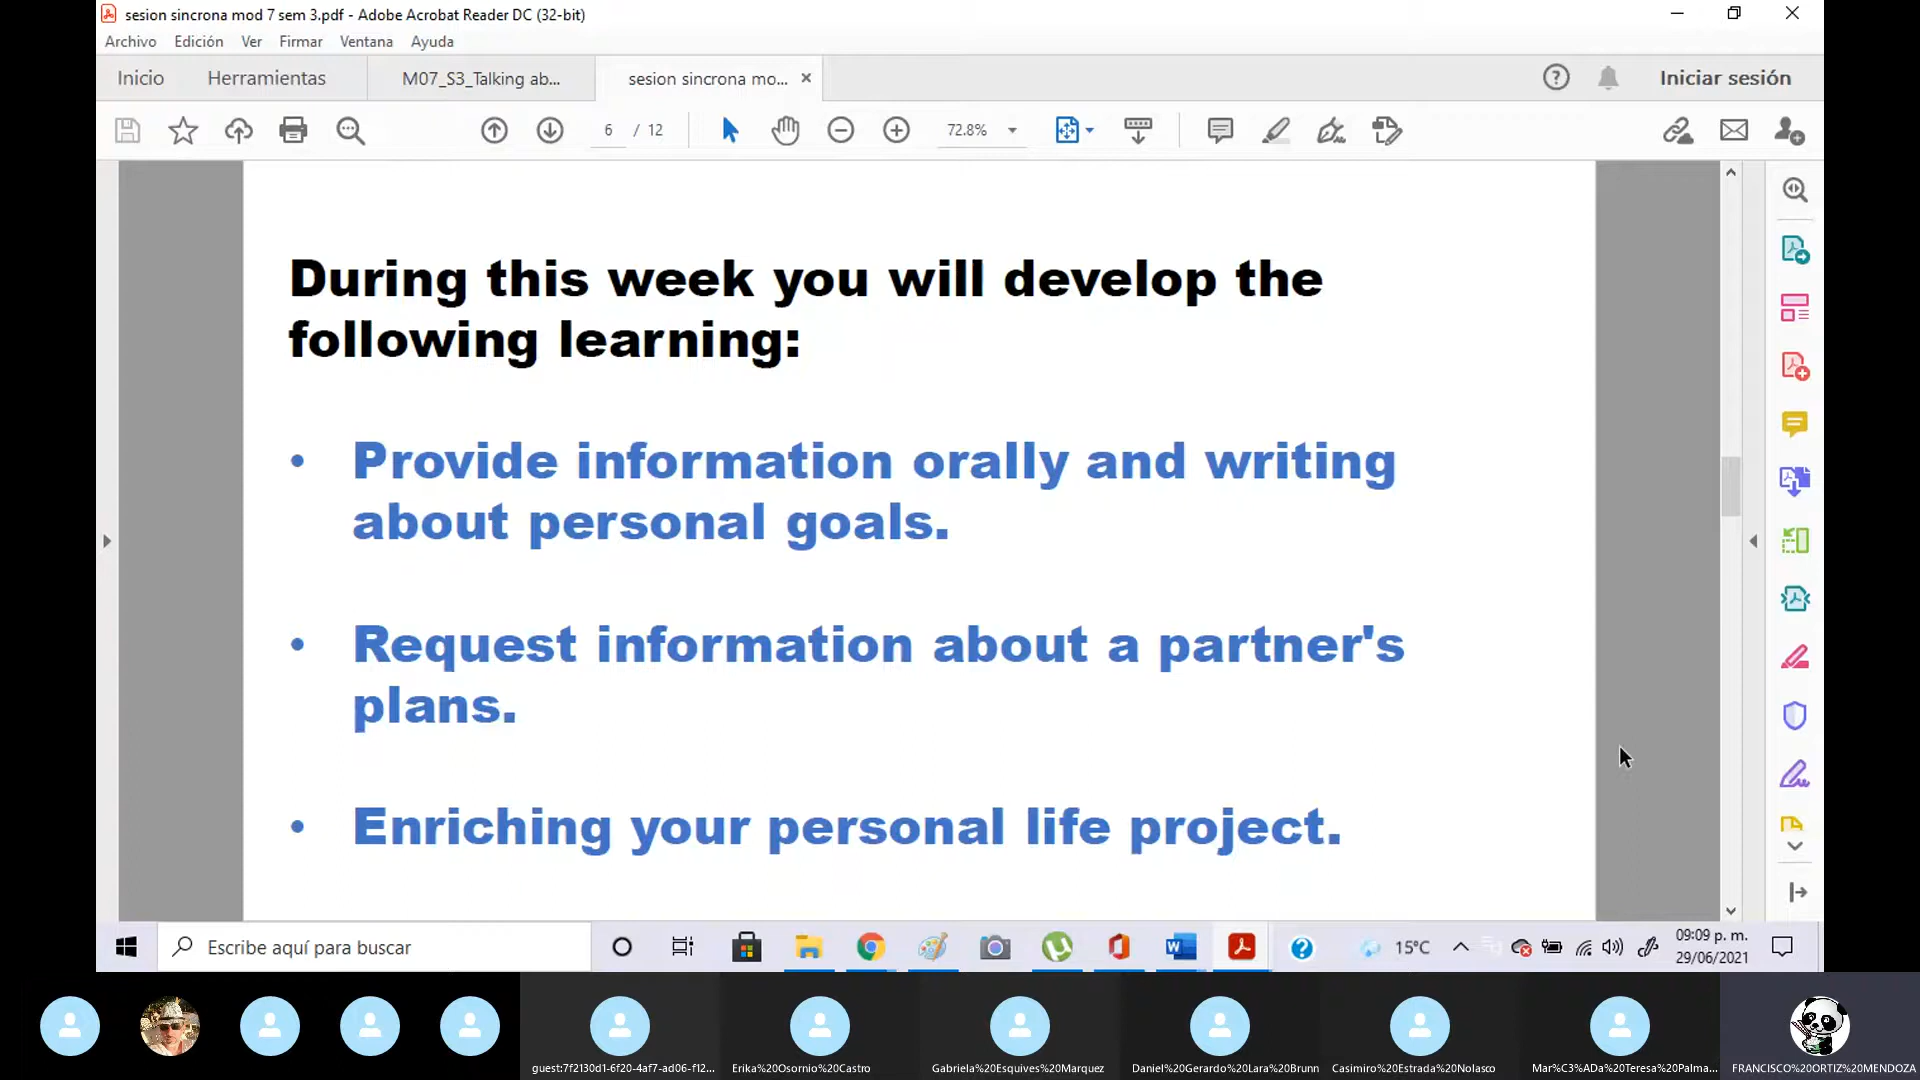 sesion sincrona mod 7 sem 3.pdf - Adobe Acrobat Reader DC (32-bit)
Archivo Edición Ver Firmar Ventana Ayuda
Inicio Herramientas M07_S3_Talking ab... sesion sincrona mo... Iniciar sesión
6 / 12 72.8%
During this week you will develop the
following learning:
• Provide information orally and writing
about personal goals.
• Request information about a partner's
plans.
• Enriching your personal life project.
Escribe aquí para buscar
15°C
09:09 p. m.
29/06/2021
guest:7f2130d1-6f20-4af7-ad06-f12... Erika%20Osornio%20Castro Gabriela%20Esquives%20Marquez Daniel%20Gerardo%20Lara%20Brunn Casimiro%20Estrada%20Nolasco Mar%C3%ADa Teresa%20Palma... FRANCISCO%20ORTIZ%20MENDOZA